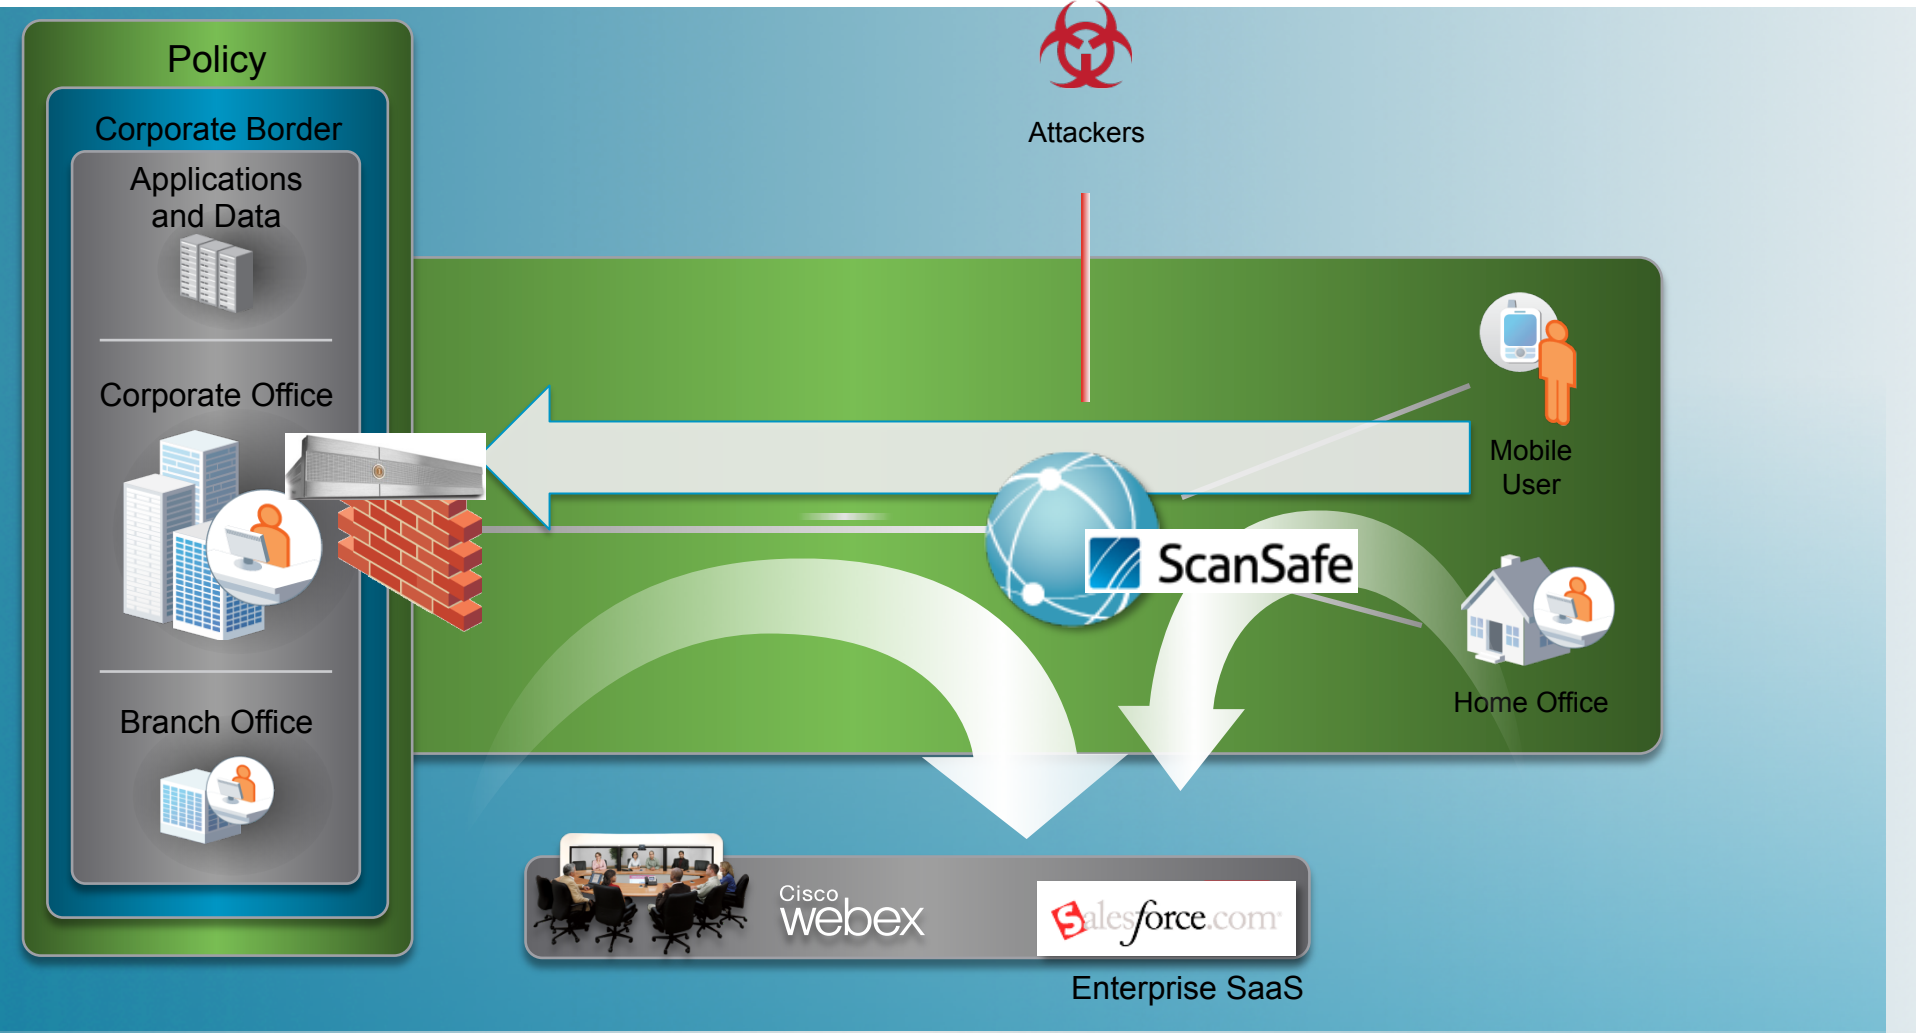 Policy
Corporate Border
Applications
and Data
Corporate Office
Branch Office
Attackers
Mobile
User
ScanSafe
Home Office
Cisco
webex
salesforce.com
Enterprise SaaS